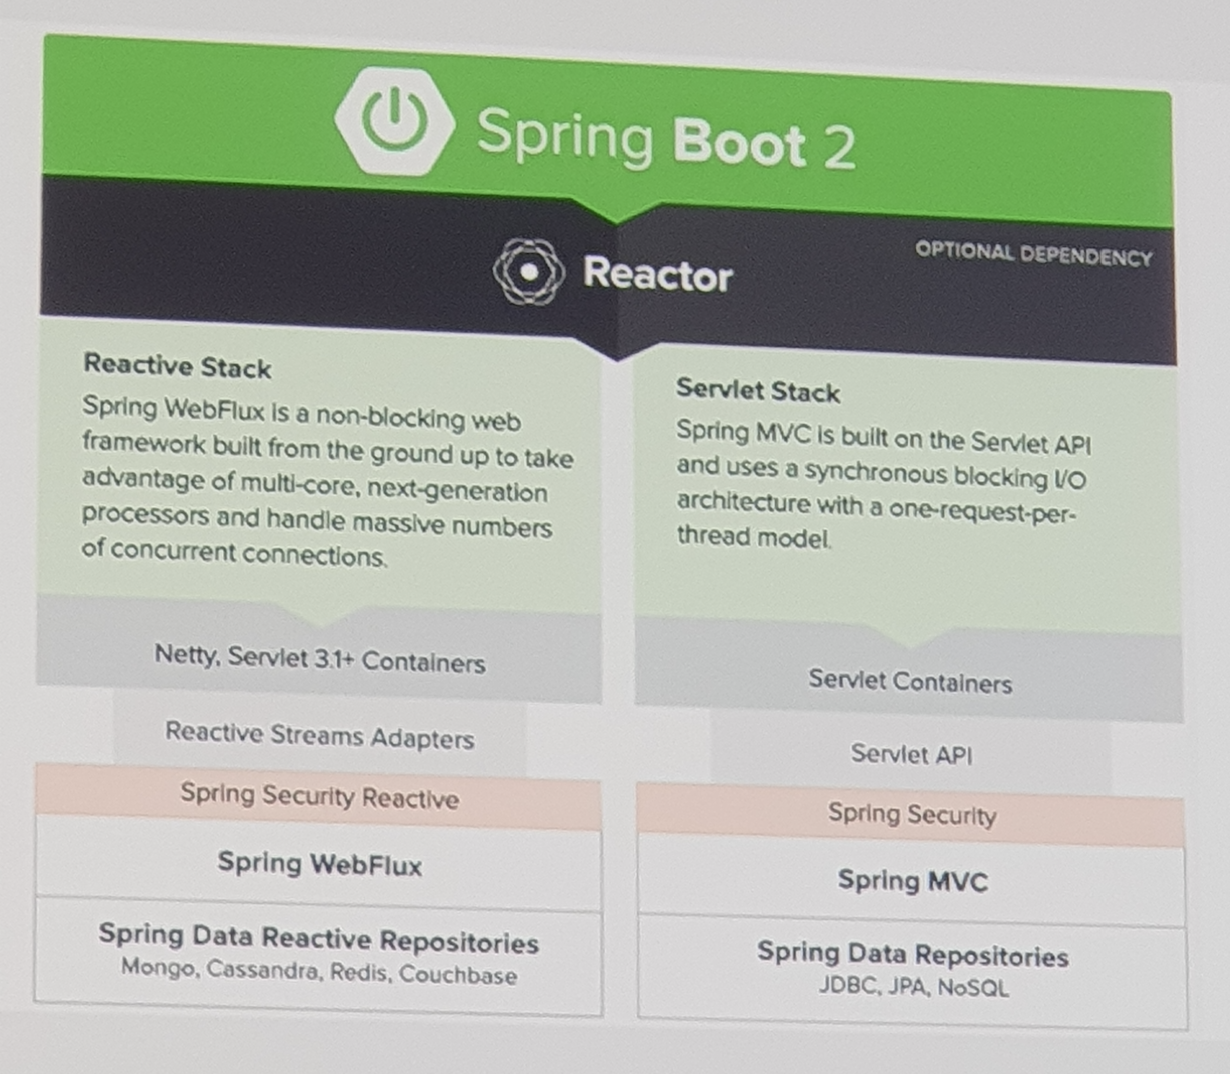 Spring Boot 2
Reactor
OPTIONAL DEPENDENCY
Reactive Stack
Spring WebFlux is a non-blocking web
framework built from the ground up to take
advantage of multi-core, next-generation
processors and handle massive numbers
of concurrent connections.
Netty, Servlet 3.1+ Containers
Reactive Streams Adapters
Spring Security Reactive
Spring WebFlux
Spring Data Reactive Repositories
Mongo, Cassandra, Redis, Couchbase
Servlet Stack
Spring MVC is built on the Servlet API
and uses a synchronous blocking I/O
architecture with a one-request-per-
thread model.
Servlet Containers
Servlet API
Spring Security
Spring MVC
Spring Data Repositories
JDBC, JPA, NoSQL